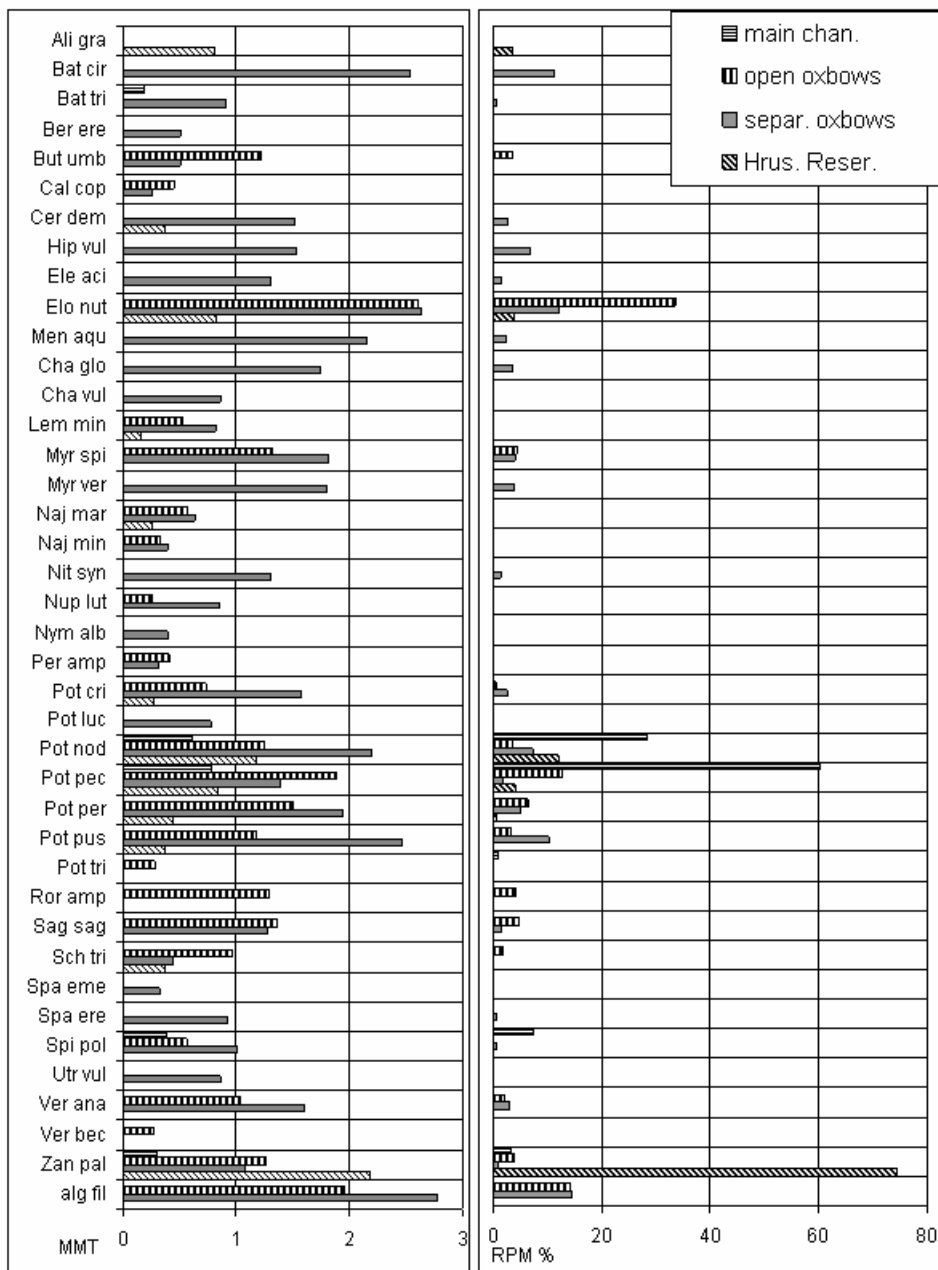 Ali gra
Bat cir
Bat tri
Ber ere
But umb
Cal cop
Cer dem
Hip vul
Ele aci
Elo nut
Men aqu
Cha glo
Cha vul
Lem min
Myr spi
Myr ver
Naj mar
Naj min
Nit syn
Nup lut
Nym alb
Per amp
Pot cri
Pot luc
Pot nod
Pot pec
Pot per
Pot pus
Pot tri
Ror amp
Sag sag
Sch tri
Spa eme
Spa ere
Spi pol
Utr vul
Ver ana
Ver bec
Zan pal
alg fil
MMT
0 1 2 3
main chan.
open oxbows
separ. oxbows
Hrus. Reser.
0 20 40 60 80
RPM %